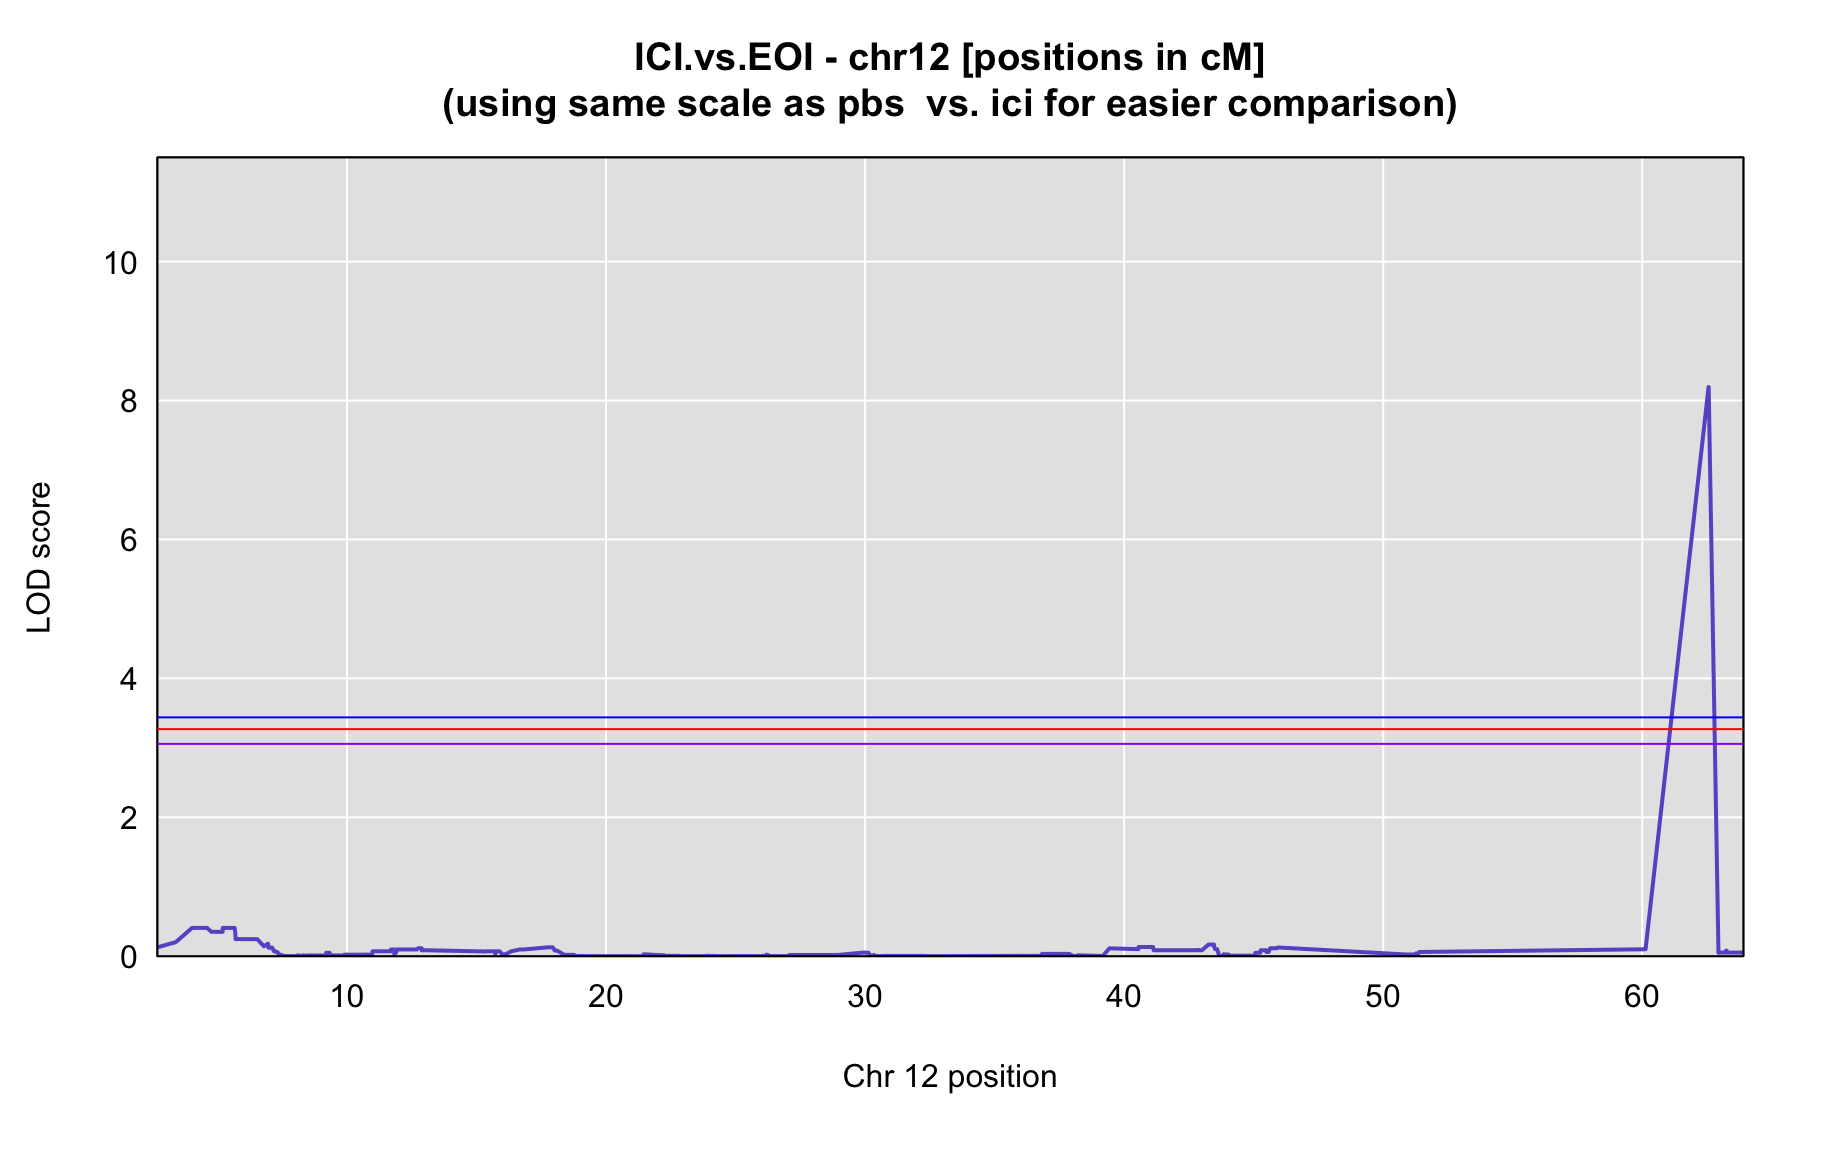 ICI.vs.EOI - chr12 [positions in cM]
(using same scale as pbs  vs. ici for easier comparison)
10
8
6
4
2
0
LOD score
10 20 30 40 50 60
Chr 12 position